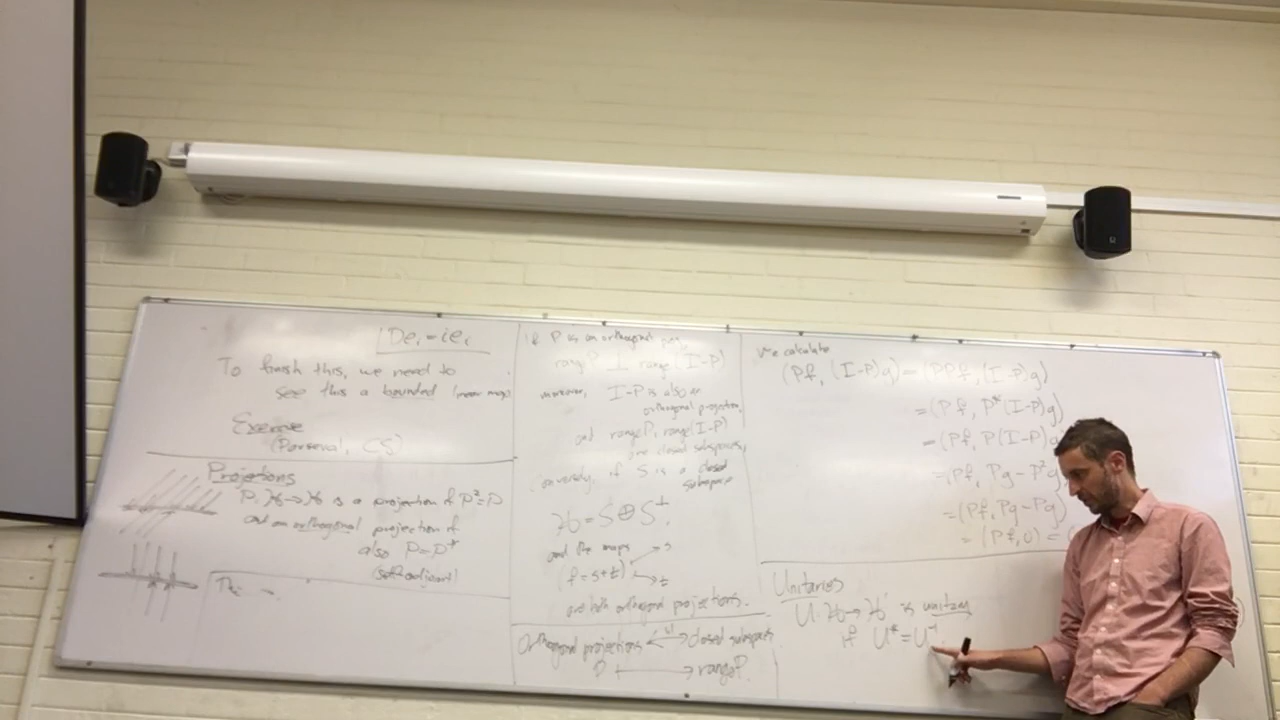 De_i = ie_i
To finish this, we need to
see this a bounded linear map
Exercise
(Parseval, CS)
Projections
P: H → H is a projection if P² = P
and an orthogonal projection if
also P = P*
(self-adjoint)
If P is an orthogonal proj,
range P ⊥ range (I-P)
moreover, I-P is also an
orthogonal projection,
and range P, range (I-P)
are closed subspaces,
conversely, if S is a closed
subspace
H = S ⊕ S^⊥,
and the maps
(f = s+t) → s
→ t
are both orthogonal projections.
Orthogonal projections ↔ closed subspaces
P ↦ range P.
We calculate
(Pf, (I-P)g) = (PPf, (I-P)g)
= (Pf, P*(I-P)g)
= (Pf, P(I-P)g
= (Pf, Pg - P²g
= (Pf, Pg - Pg
= (Pf, 0) =
Unitaries
U: H → H' is unitary
if U* = U⁻¹